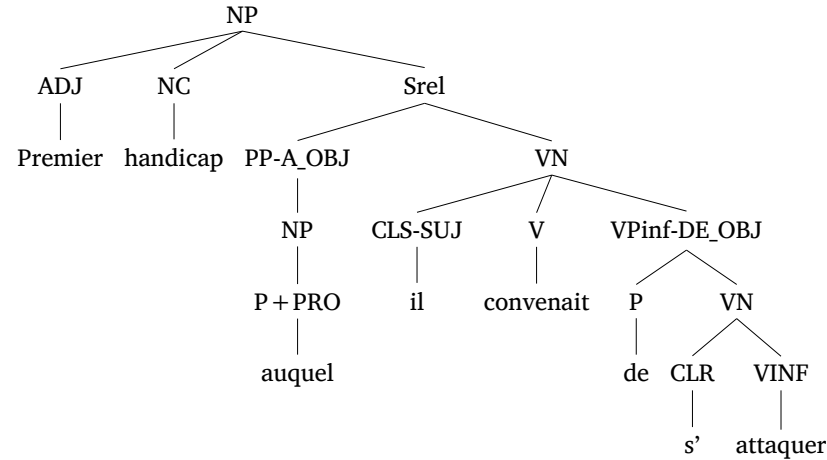 NP
ADJ NC Srel
Premier handicap PP-A_OBJ VN
NP CLS-SUJ V VPinf-DE_OBJ
P+PRO il convenait P VN
auquel de CLR VINF
s’ attaquer